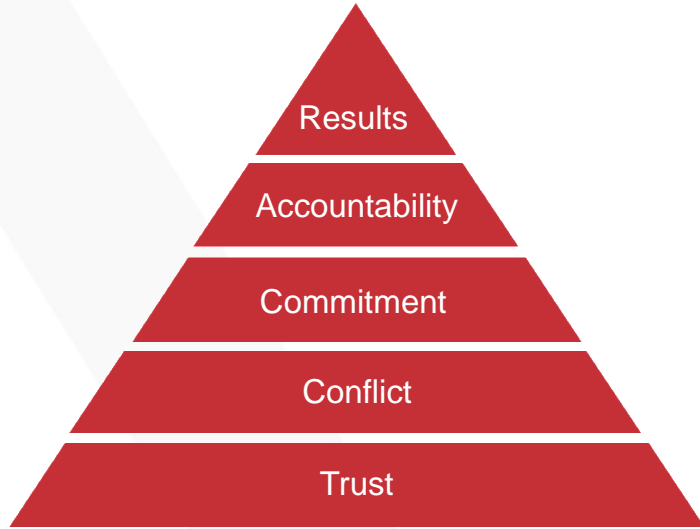 Results
Accountability
Commitment
Conflict
Trust